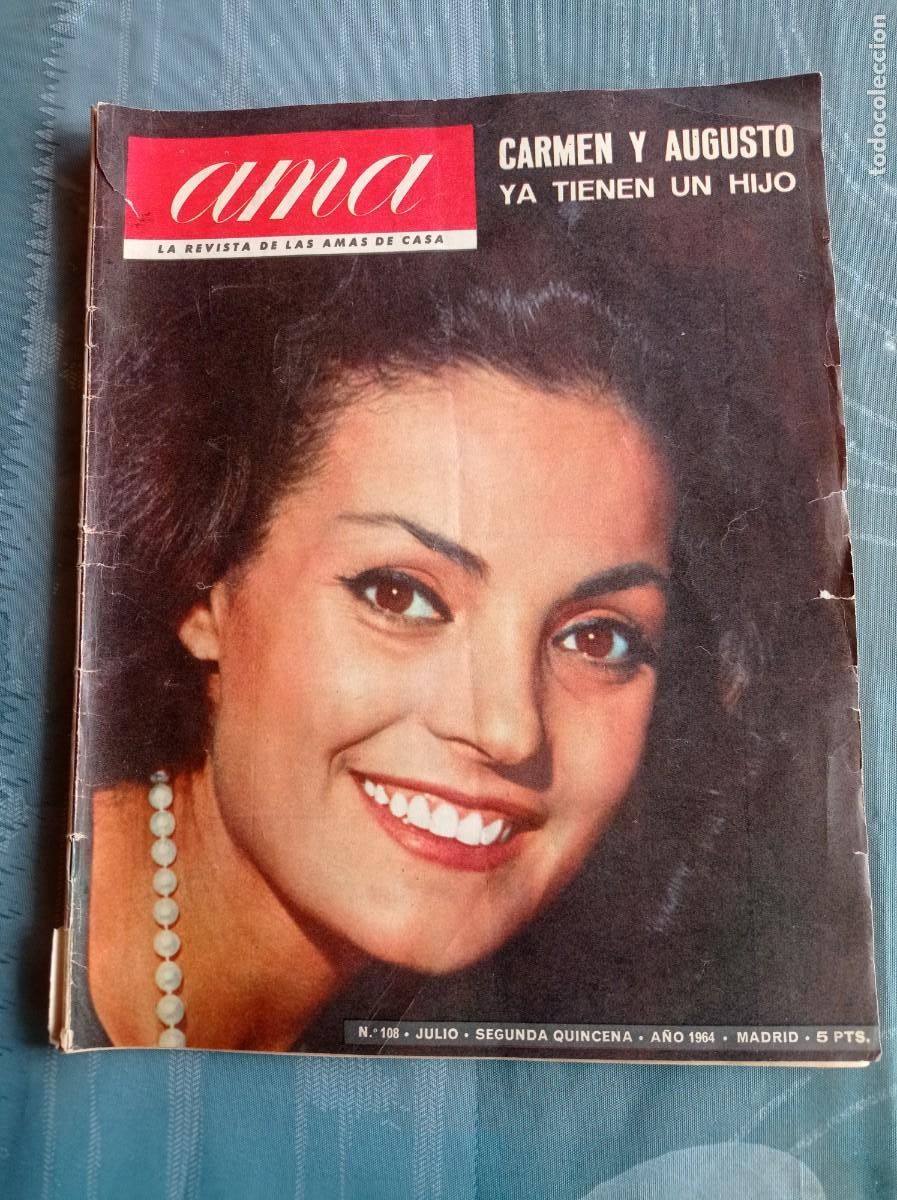 ama
LA REVISTA DE LAS AMAS DE CASA
CARMEN Y AUGUSTO
YA TIENEN UN HIJO
N.º 108 • JULIO • SEGUNDA QUINCENA • AÑO 1964 • MADRID • 5 PTS.
todocoleccion